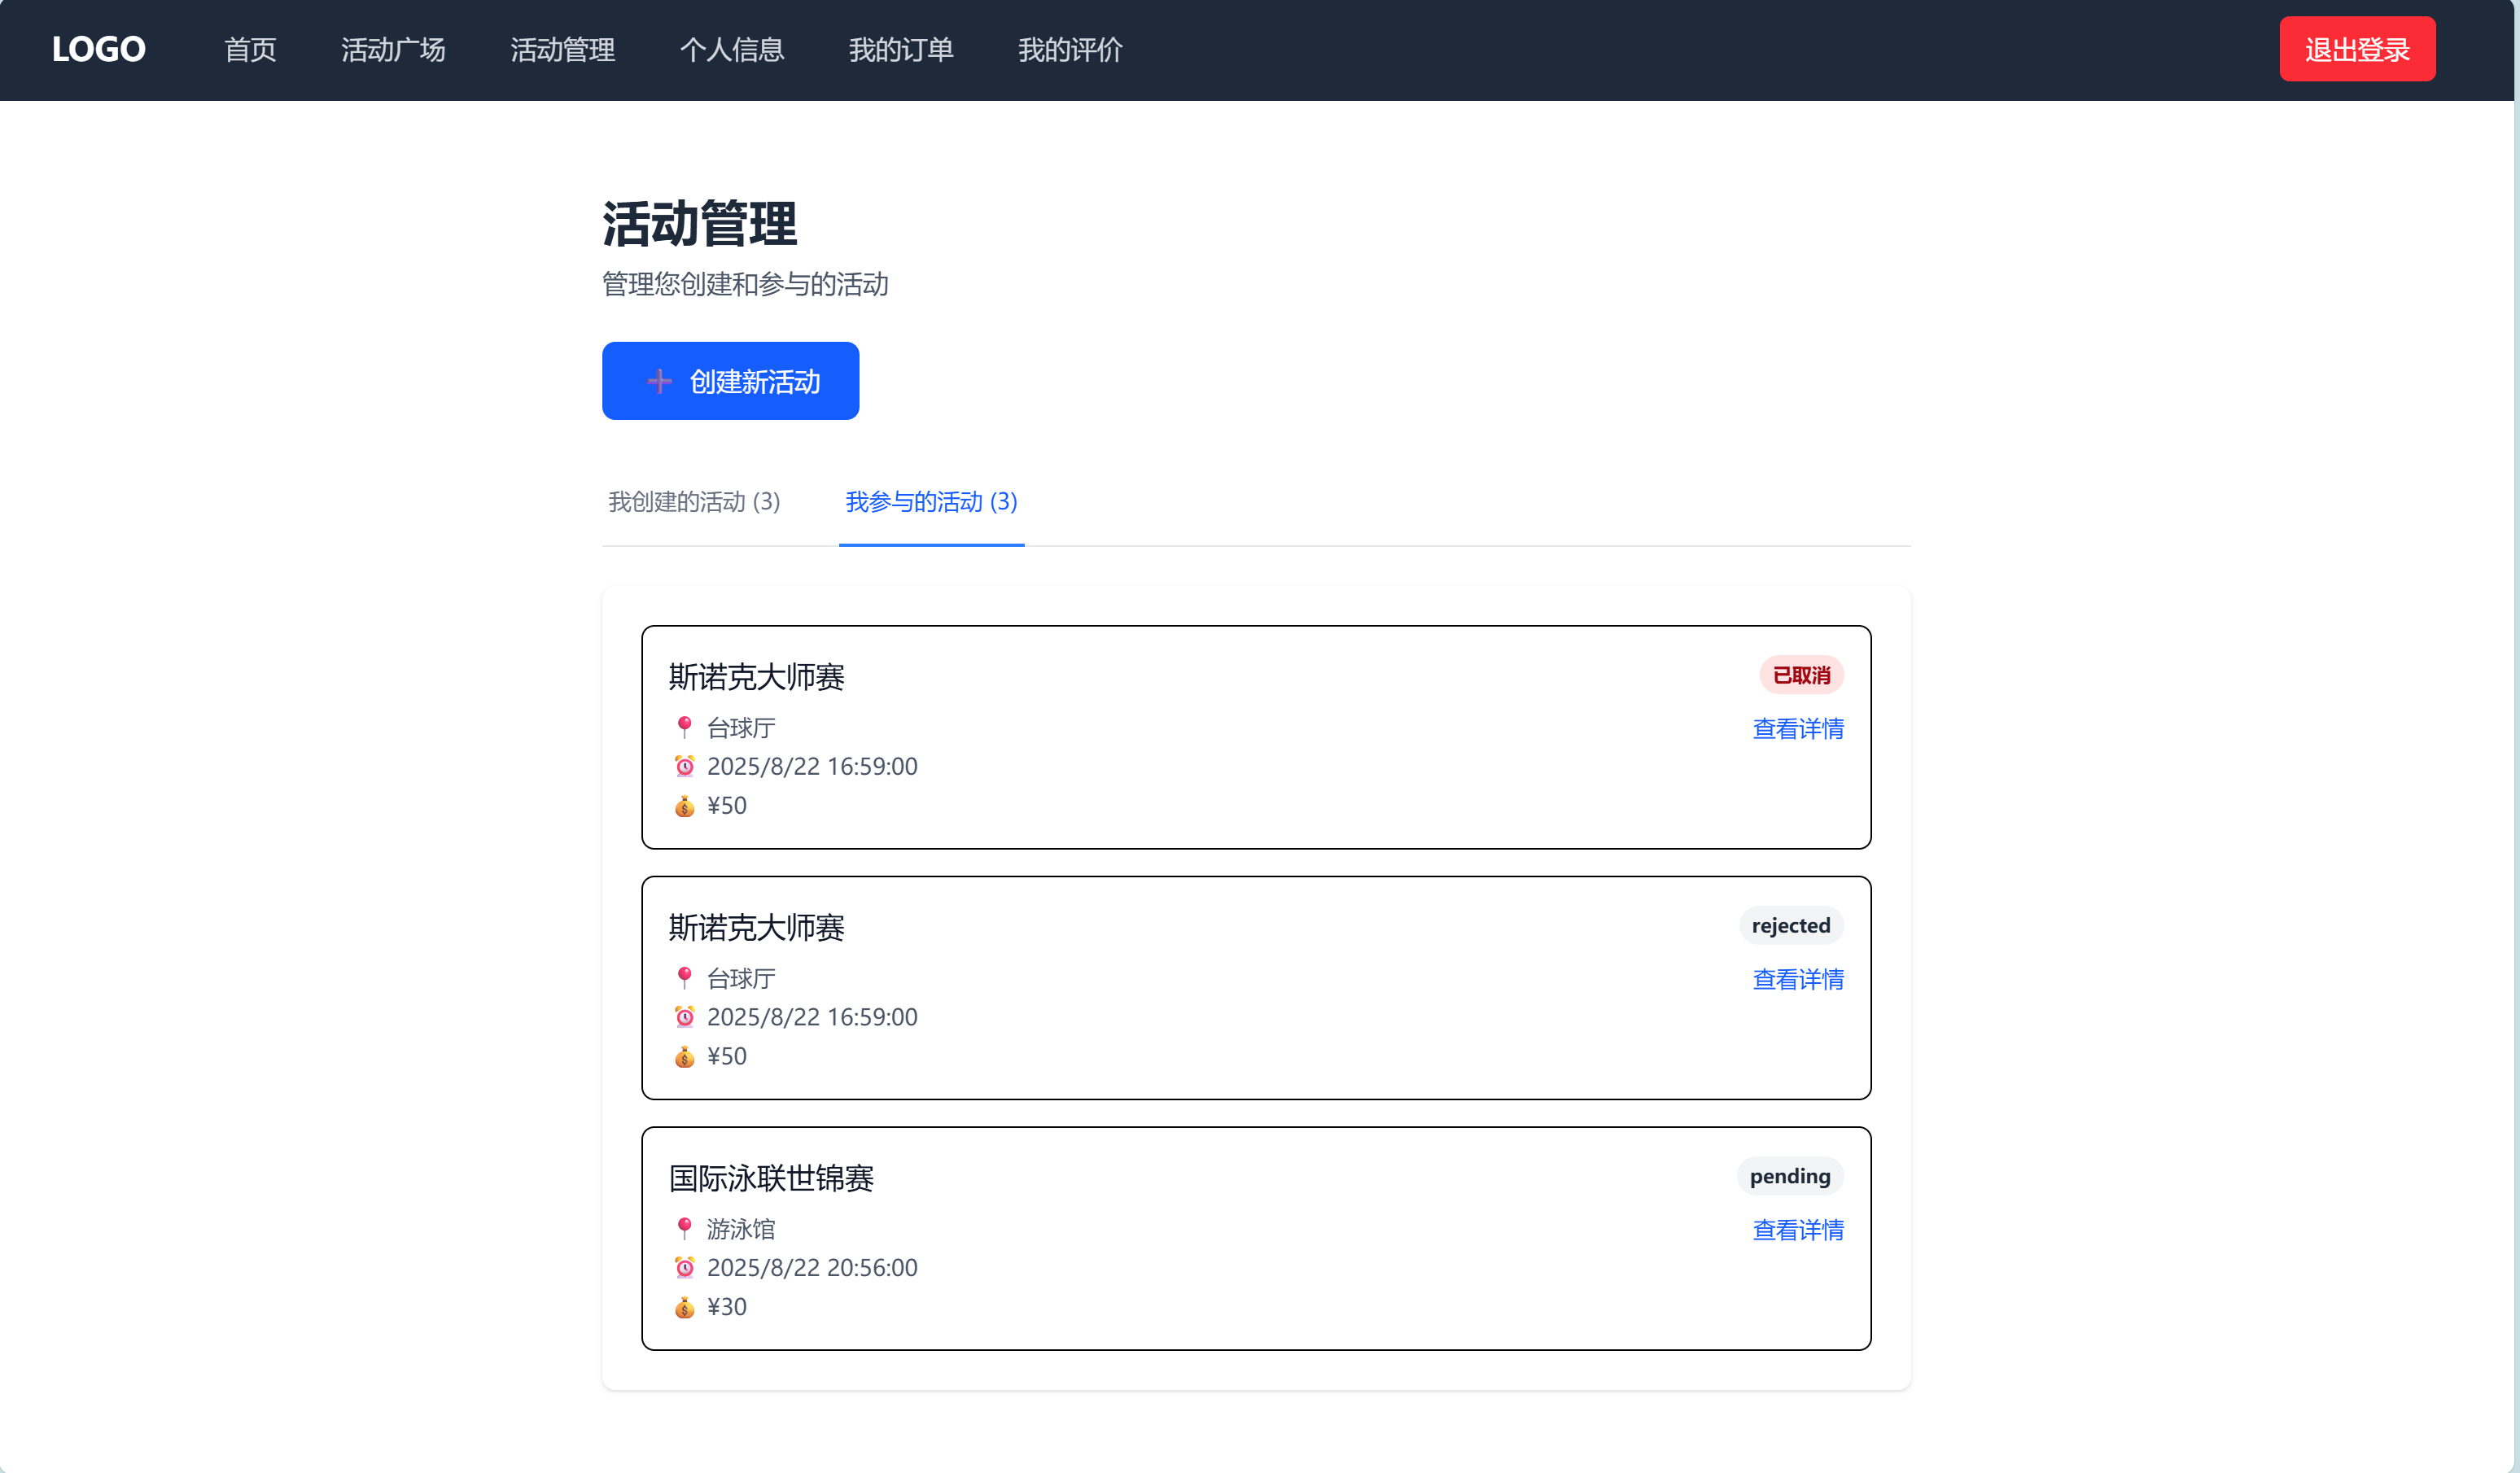 LOGO 首页 活动广场 活动管理 个人信息 我的订单 我的评价 退出登录
活动管理
管理您创建和参与的活动
创建新活动
我创建的活动 (3) 我参与的活动 (3)
斯诺克大师赛 已取消
台球厅 查看详情
2025/8/22 16:59:00
¥50
斯诺克大师赛 rejected
台球厅 查看详情
2025/8/22 16:59:00
¥50
国际泳联世锦赛 pending
游泳馆 查看详情
2025/8/22 20:56:00
¥30